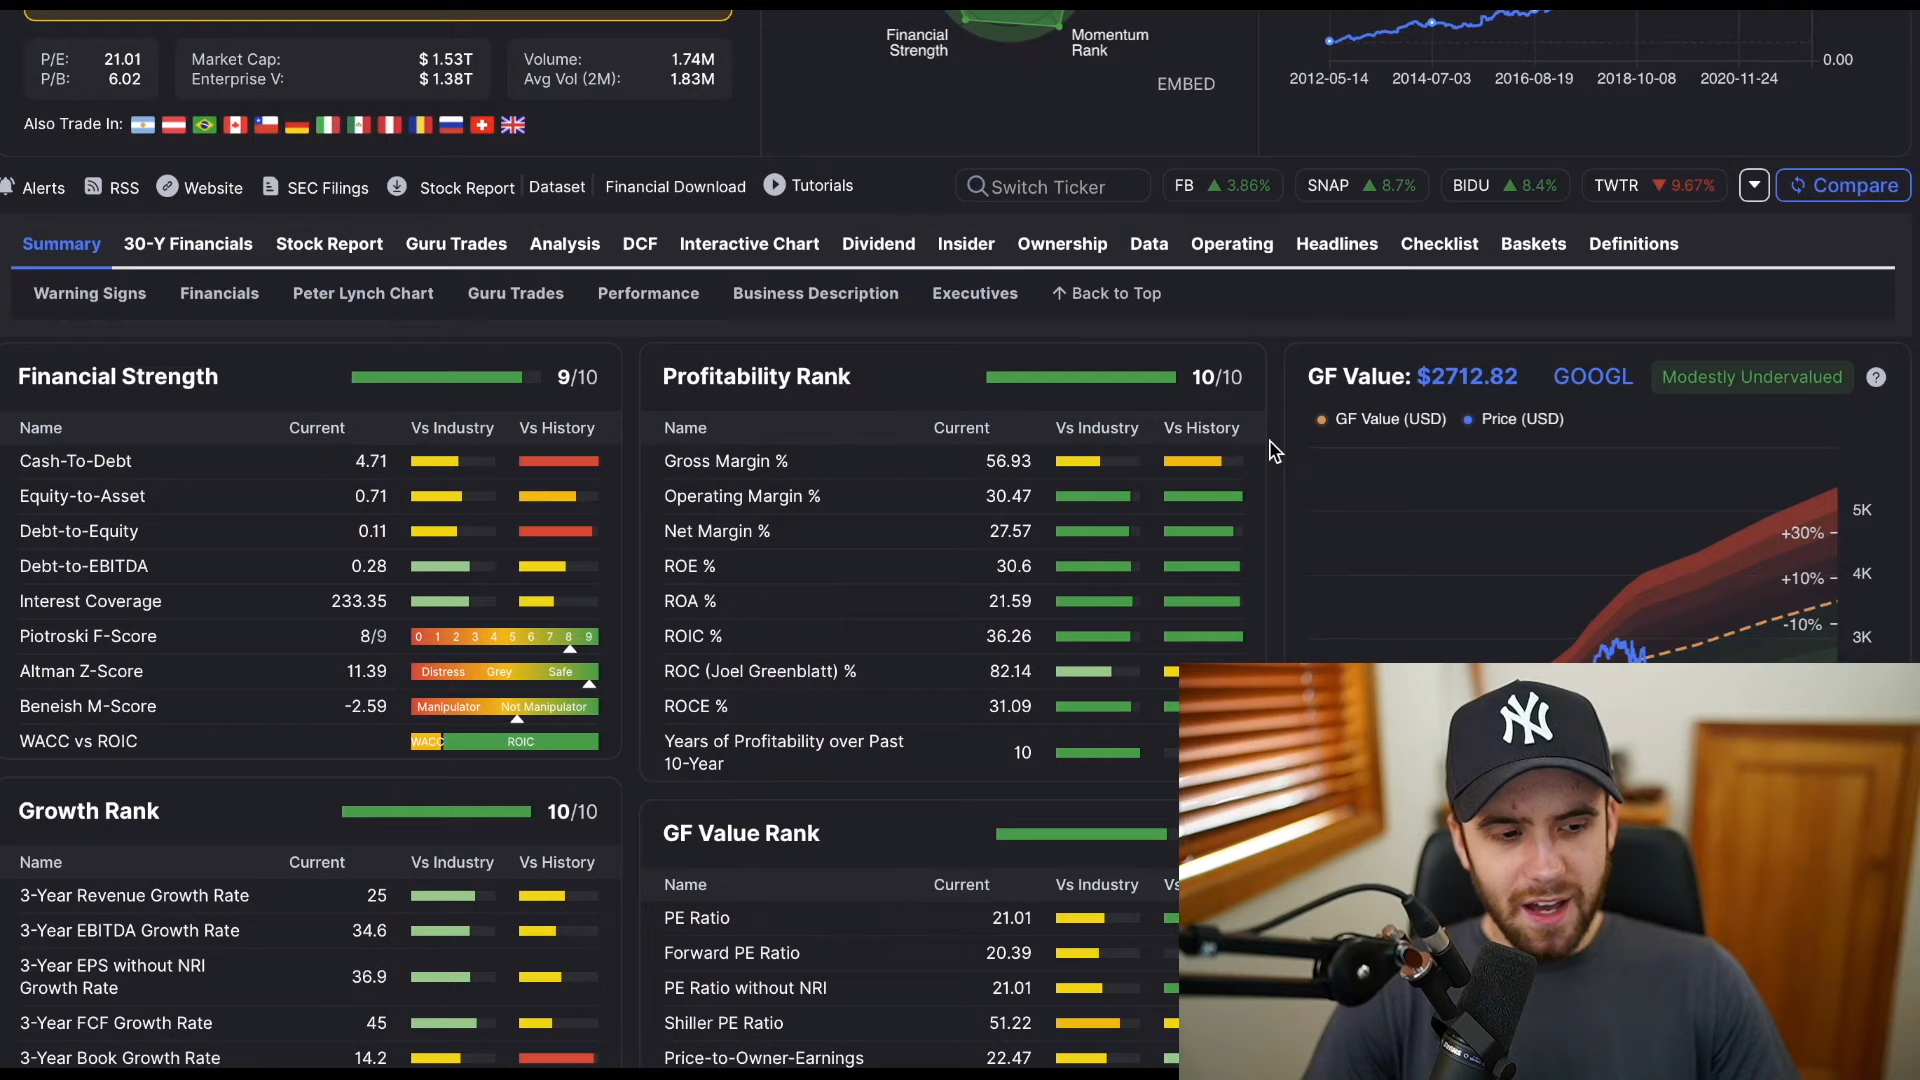 Financial Strength
Momentum Rank
EMBED
0.00
2012-05-14 2014-07-03 2016-08-19 2018-10-08 2020-11-24
P/E: 21.01
P/B: 6.02
Market Cap: $ 1.53T
Enterprise V: $ 1.38T
Volume: 1.74M
Avg Vol (2M): 1.83M
Also Trade In:
Alerts RSS Website SEC Filings Stock Report Dataset Financial Download Tutorials
Switch Ticker FB 3.86% SNAP 8.7% BIDU 8.4% TWTR 9.67% Compare
Summary 30-Y Financials Stock Report Guru Trades Analysis DCF Interactive Chart Dividend Insider Ownership Data Operating Headlines Checklist Baskets Definitions
Warning Signs Financials Peter Lynch Chart Guru Trades Performance Business Description Executives ↑ Back to Top
Financial Strength 9/10
Name Current Vs Industry Vs History
Cash-To-Debt 4.71
Equity-to-Asset 0.71
Debt-to-Equity 0.11
Debt-to-EBITDA 0.28
Interest Coverage 233.35
Piotroski F-Score 8/9 0 1 2 3 4 5 6 7 8 9
Altman Z-Score 11.39 Distress Grey Safe
Beneish M-Score -2.59 Manipulator Not Manipulator
WACC vs ROIC WACC ROIC
Growth Rank 10/10
Name Current Vs Industry Vs History
3-Year Revenue Growth Rate 25
3-Year EBITDA Growth Rate 34.6
3-Year EPS without NRI Growth Rate 36.9
3-Year FCF Growth Rate 45
3-Year Book Growth Rate 14.2
Profitability Rank 10/10
Name Current Vs Industry Vs History
Gross Margin % 56.93
Operating Margin % 30.47
Net Margin % 27.57
ROE % 30.6
ROA % 21.59
ROIC % 36.26
ROC (Joel Greenblatt) % 82.14
ROCE % 31.09
Years of Profitability over Past 10-Year 10
GF Value Rank
Name Current Vs Industry
PE Ratio 21.01
Forward PE Ratio 20.39
PE Ratio without NRI 21.01
Shiller PE Ratio 51.22
Price-to-Owner-Earnings 22.47
GF Value: $2712.82 GOOGL Modestly Undervalued ?
GF Value (USD) Price (USD)
5K
+30%
4K
+10%
-10%
3K
NY